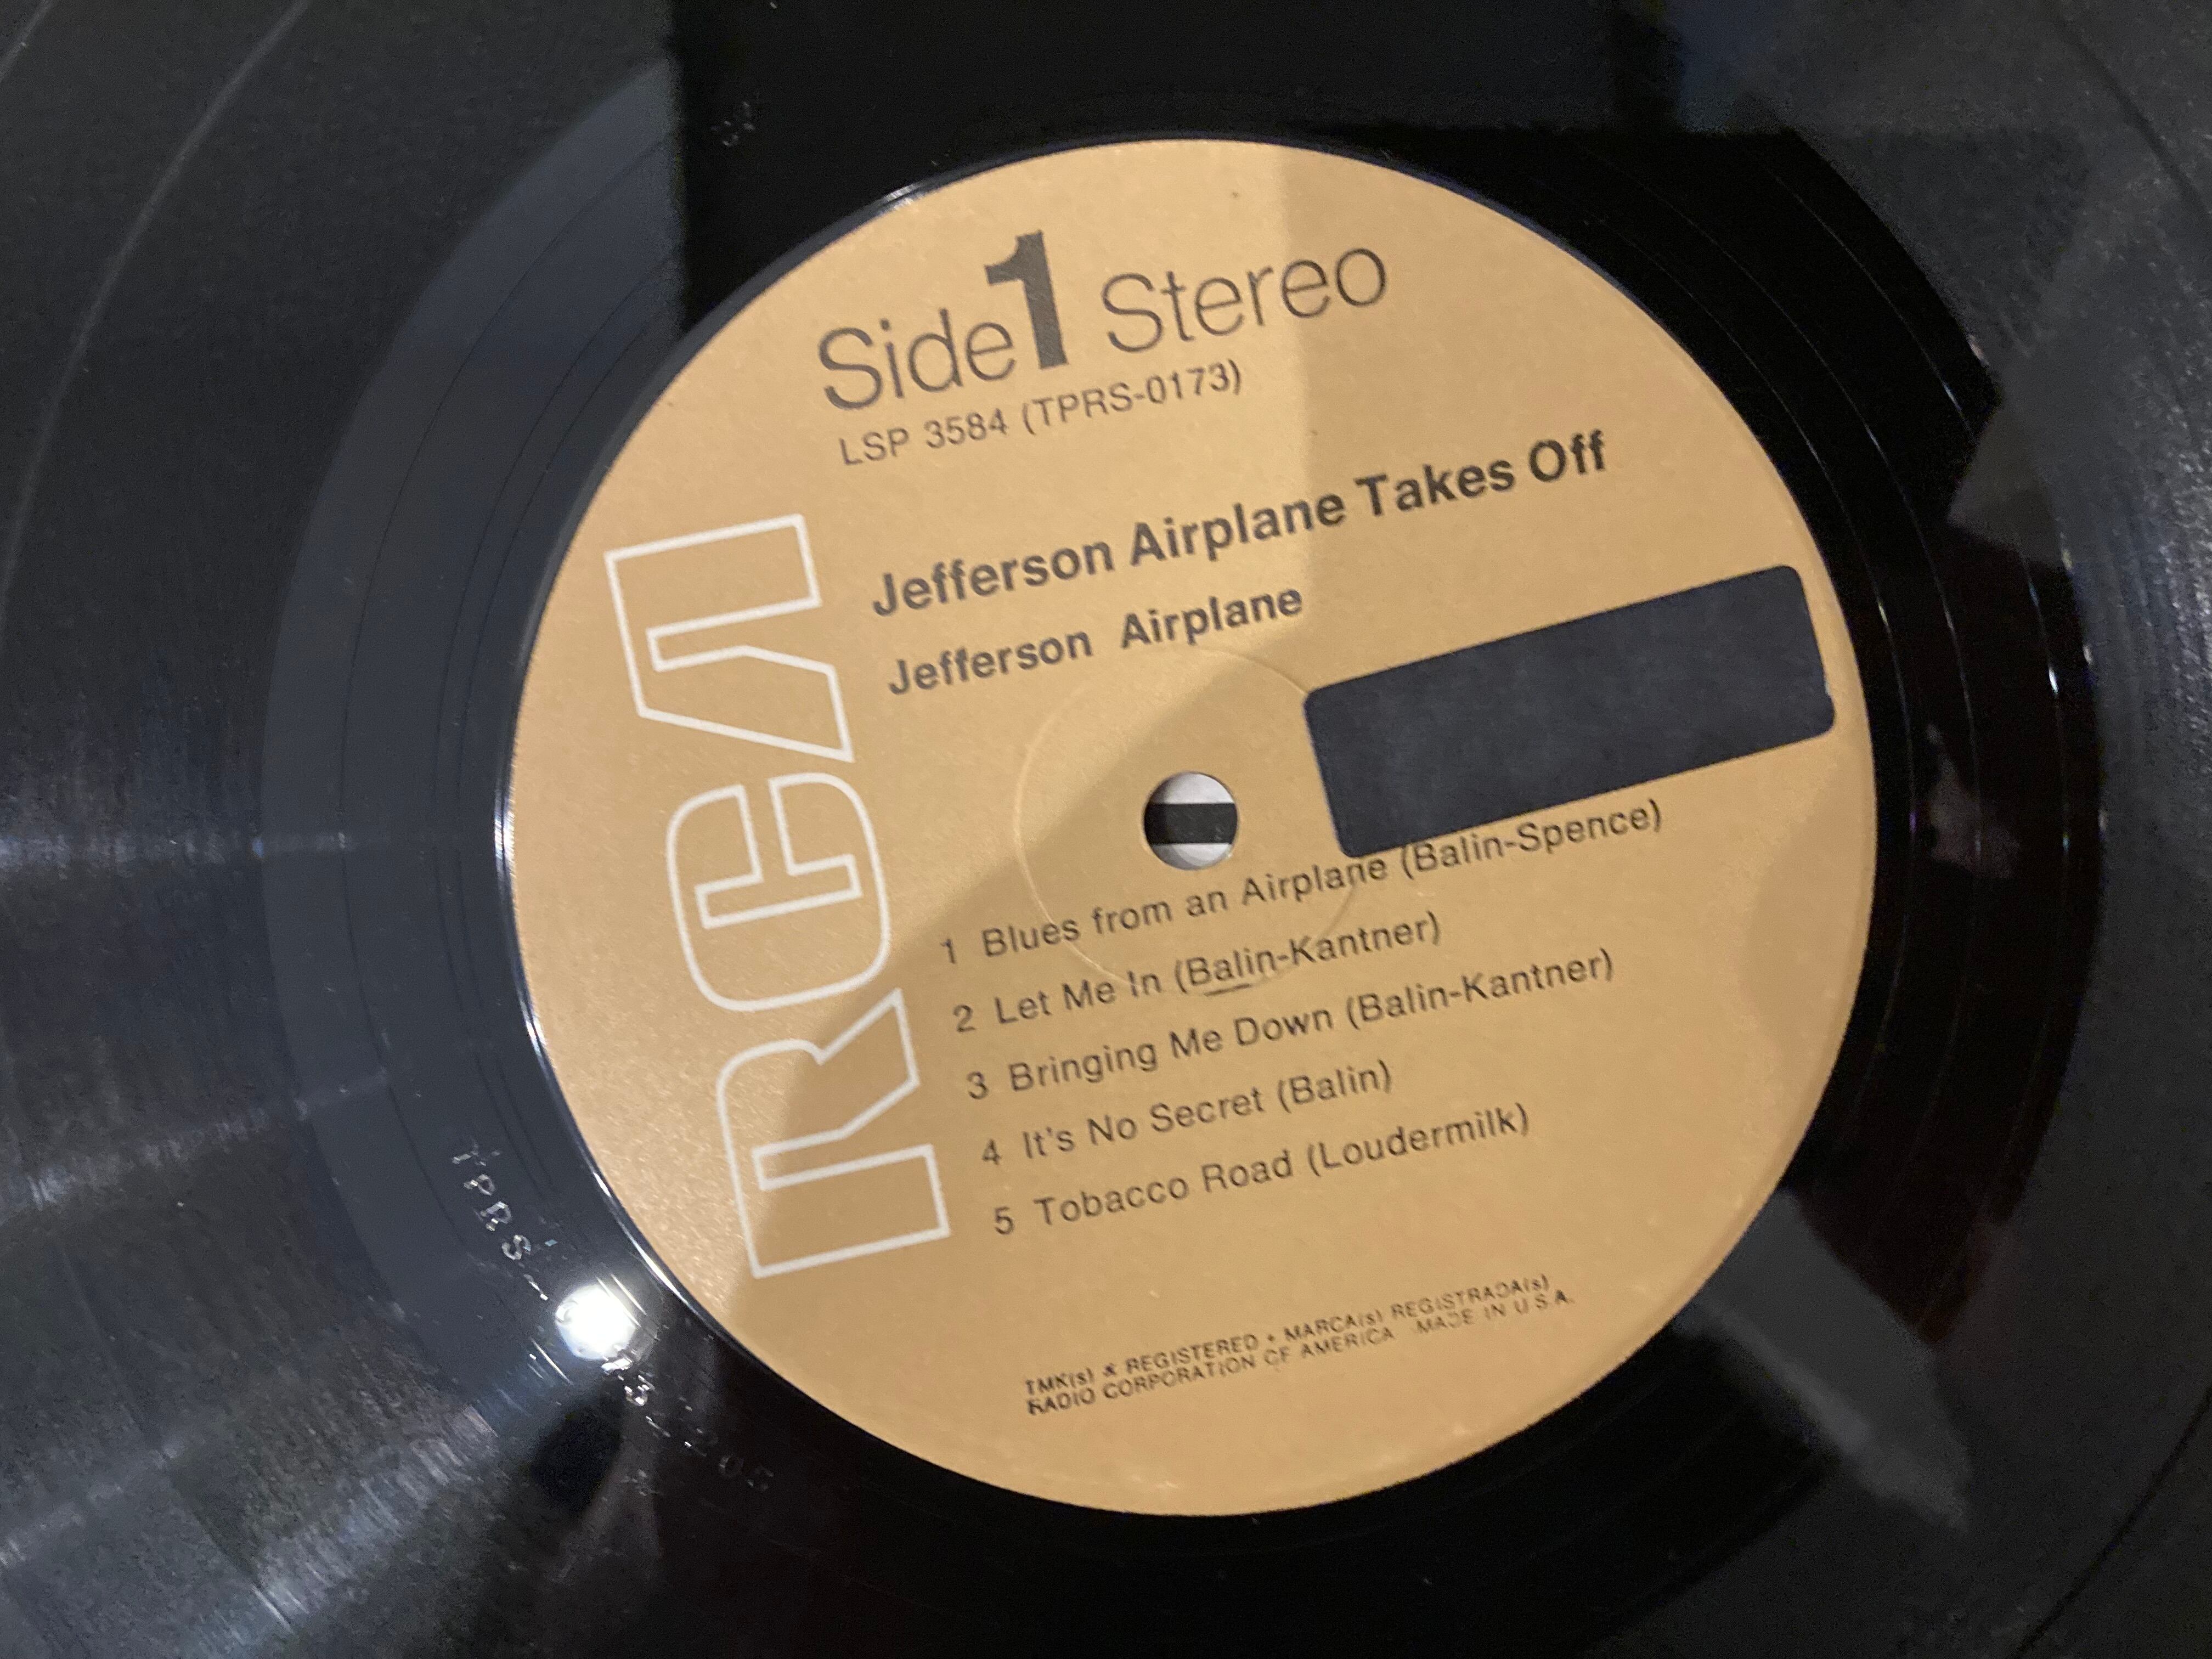 Side 1 Stereo
LSP 3584 (TPRS-0173)
Jefferson Airplane Takes Off
Jefferson Airplane
RCA
1 Blues from an Airplane (Balin-Spence)
2 Let Me In (Balin-Kantner)
3 Bringing Me Down (Balin-Kantner)
4 It's No Secret (Balin)
5 Tobacco Road (Loudermilk)
TMK(s) ® REGISTERED • MARCA(s) REGISTRADA(s)
RADIO CORPORATION OF AMERICA MADE IN U.S.A.
TPRS-